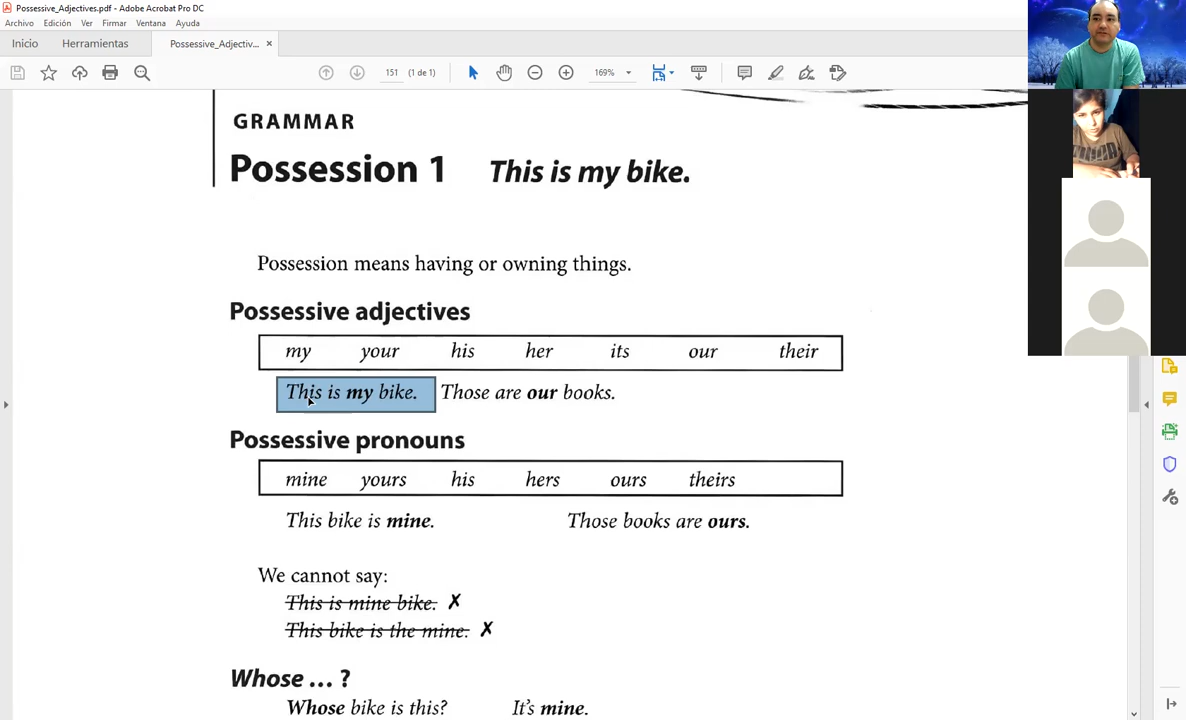 Possessive_Adjectives.pdf - Adobe Acrobat Pro DC
Archivo Edición Ver Firmar Ventana Ayuda
Inicio Herramientas Possessive_Adjectiv... ×
151 (1 de 1) 169%
GRAMMAR
Possession 1 This is my bike.
Possession means having or owning things.
Possessive adjectives
my your his her its our their
This is my bike. Those are our books.
Possessive pronouns
mine yours his hers ours theirs
This bike is mine. Those books are ours.
We cannot say:
This is mine bike. ✗
This bike is the mine. ✗
Whose ... ?
Whose bike is this? It's mine.